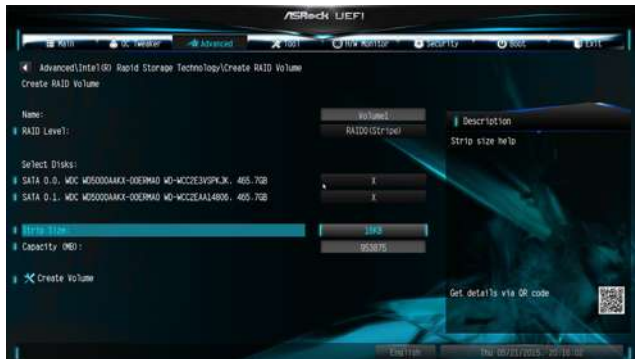 ASRock UEFI
Main OC Tweaker Advanced Tool H/W Monitor Security Boot Exit
Advanced\Intel(R) Rapid Storage Technology\Create RAID Volume
Create RAID Volume
Name: Volume1
RAID Level: RAID0(Stripe)
Description
Strip size help
Select Disks:
SATA 0.0, WDC WD5000AAKX-00ERMA0 WD-WCC2E3VSPKJK, 465.7GB X
SATA 0.1, WDC WD5000AAKX-00ERMA0 WD-WCC2EAA14806, 465.7GB X
Strip Size: 16KB
Capacity (MB): 953875
Create Volume
Get details via QR code
English Thu 05/21/2015, 20:16:02